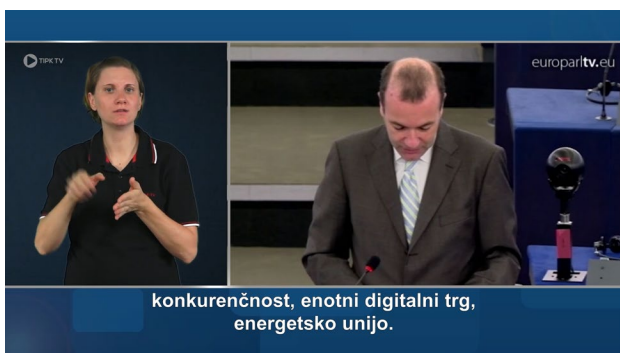 TIPK TV
europarltv.eu
konkurenčnost, enotni digitalni trg,
energetsko unijo.